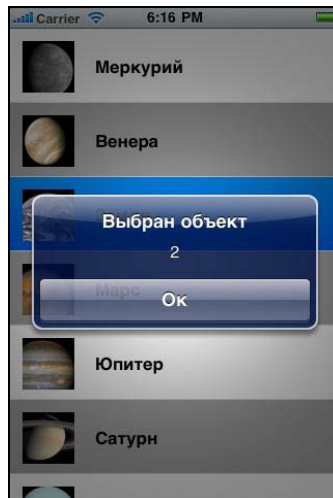 Carrier 6:16 PM
Меркурий
Венера
Выбран объект
2
Марс
Ок
Юпитер
Сатурн